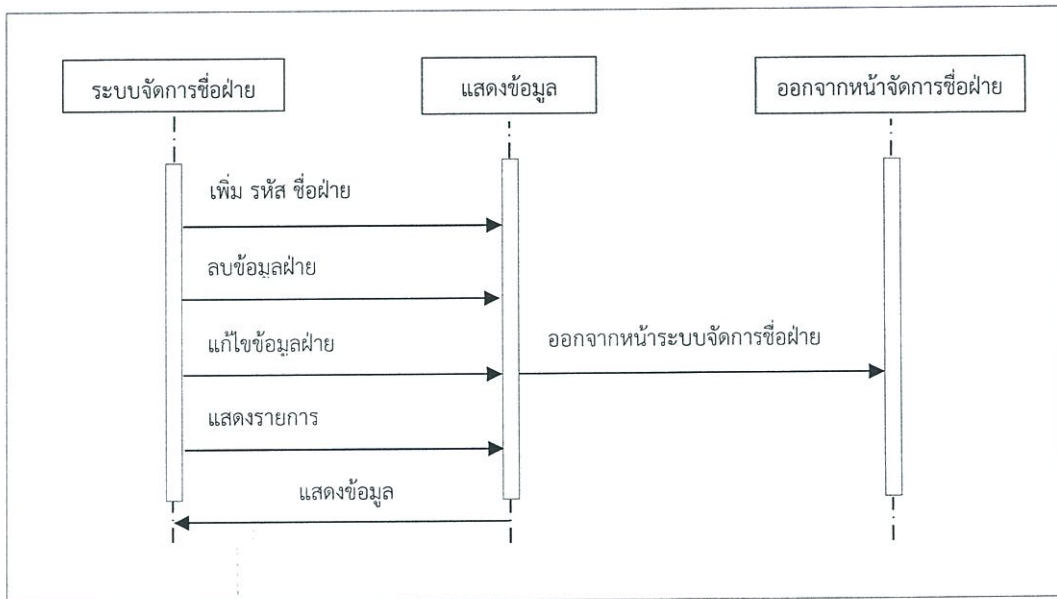 ระบบจัดการชื่อฝ่าย
แสดงข้อมูล
ออกจากหน้าจัดการชื่อฝ่าย
เพิ่ม รหัส ชื่อฝ่าย
ลบข้อมูลฝ่าย
แก้ไขข้อมูลฝ่าย
ออกจากหน้าระบบจัดการชื่อฝ่าย
แสดงรายการ
แสดงข้อมูล